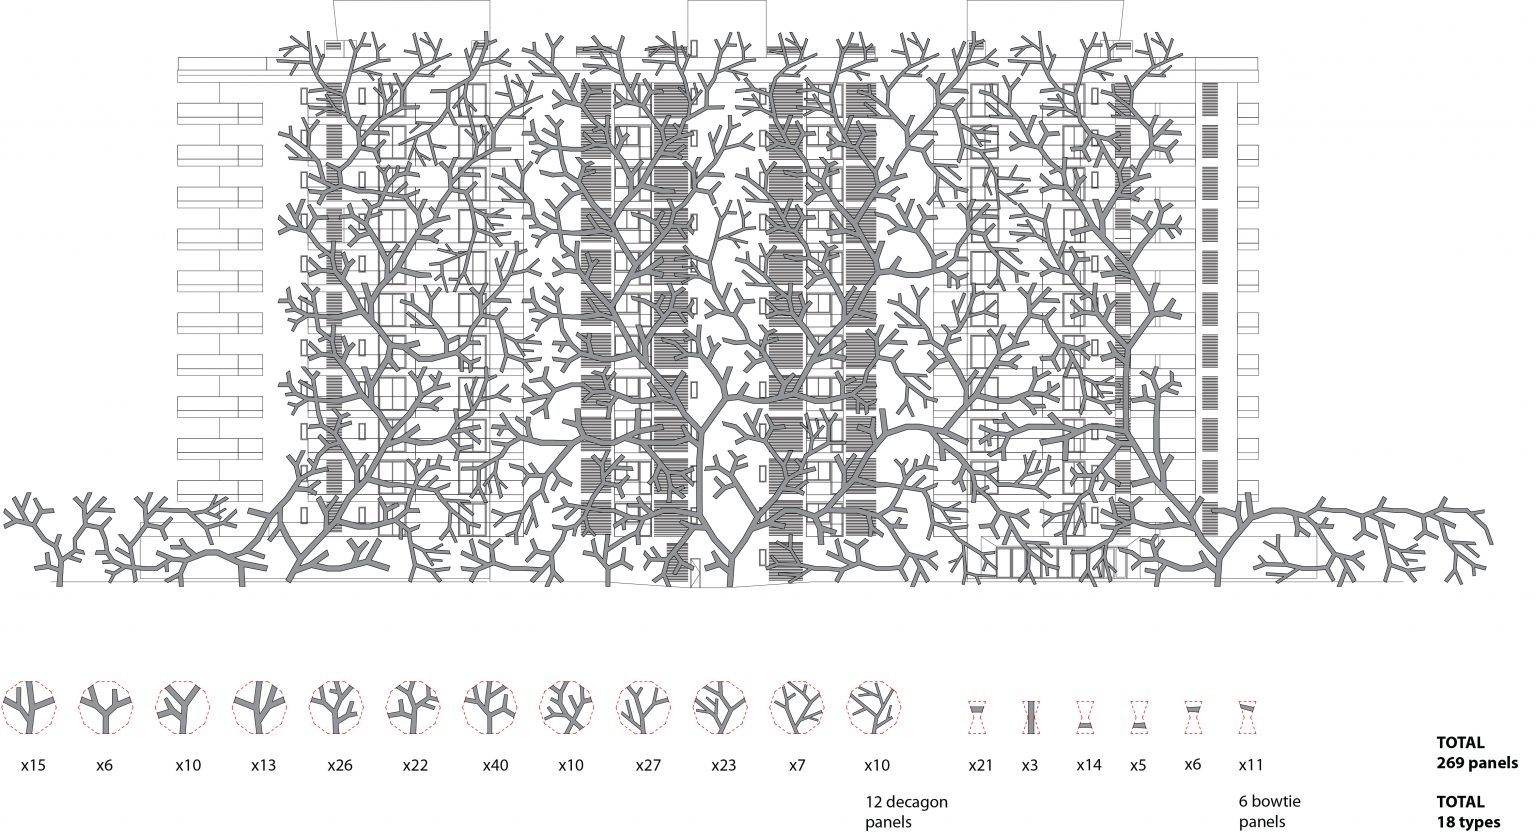 x15 x6 x10 x13 x26 x22 x40 x10 x27 x23 x7 x10 x21 x3 x14 x5 x6 x11
12 decagon
panels
6 bowtie
panels
TOTAL
269 panels
TOTAL
18 types